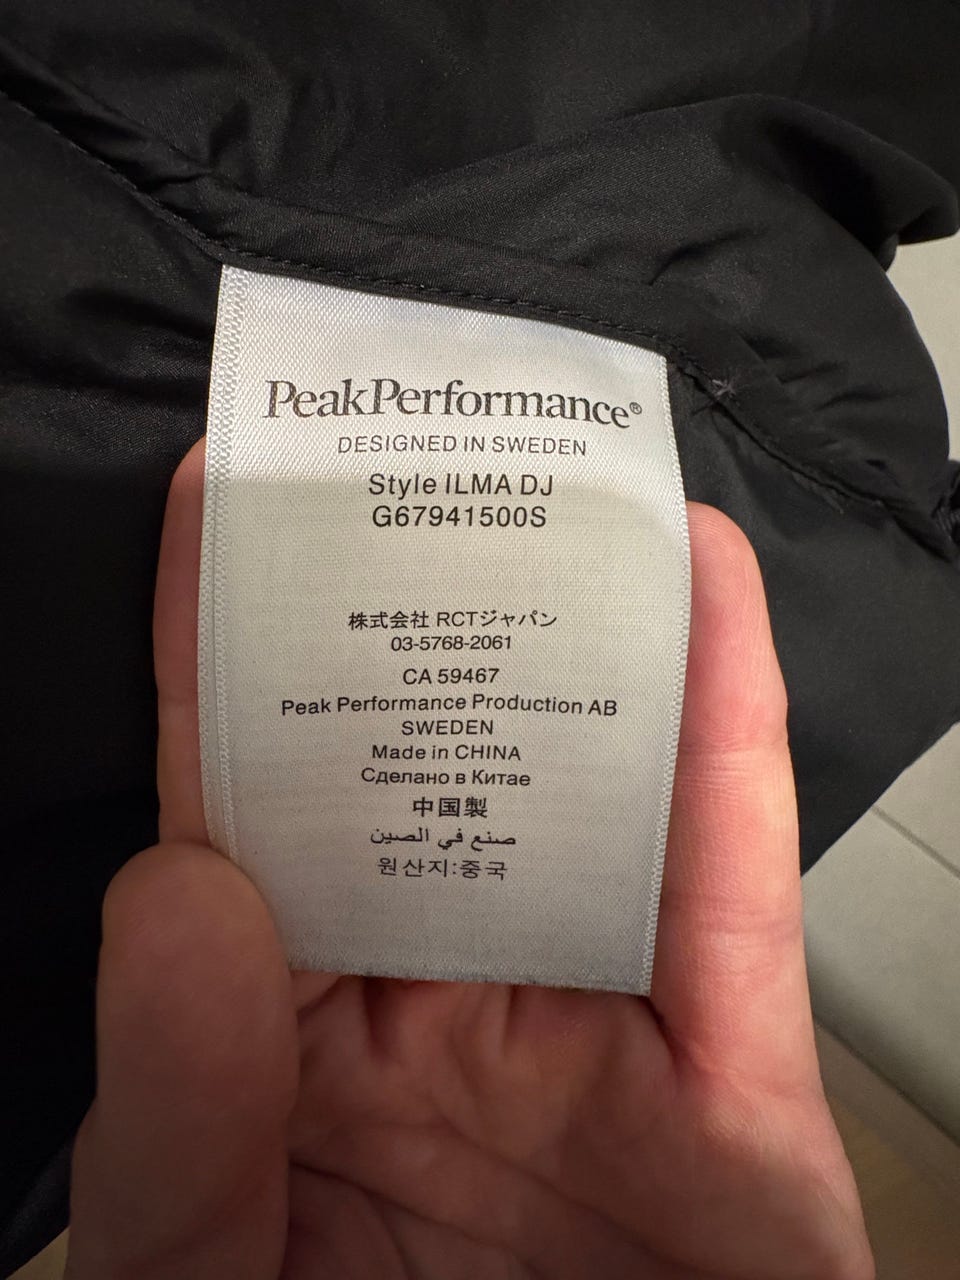 PeakPerformance®
DESIGNED IN SWEDEN
Style ILMA DJ
G67941500S
株式会社 RCTジャパン
03-5768-2061
CA 59467
Peak Performance Production AB
SWEDEN
Made in CHINA
Сделано в Китае
中国製
صنع في الصين
원산지:중국